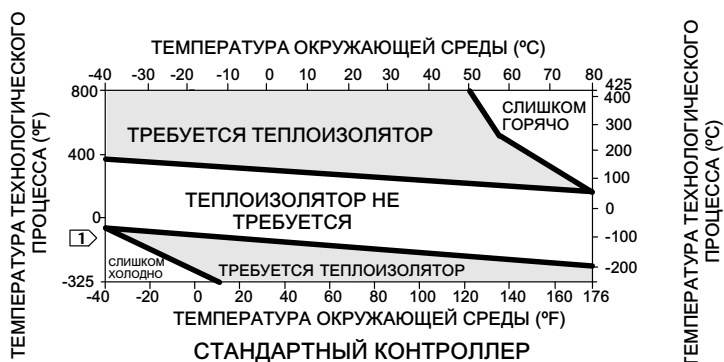 ТЕМПЕРАТУРА ОКРУЖАЮЩЕЙ СРЕДЫ (ºC)
-40 -30 -20 -10 0 10 20 30 40 50 60 70 80
ТЕМПЕРАТУРА ТЕХНОЛОГИЧЕСКОГО
ПРОЦЕССА (ºF)
800
400
0
1
-325
ТРЕБУЕТСЯ ТЕПЛОИЗОЛЯТОР
СЛИШКОМ
ГОРЯЧО
ТЕПЛОИЗОЛЯТОР НЕ
ТРЕБУЕТСЯ
СЛИШКОМ
ХОЛОДНО
ТРЕБУЕТСЯ ТЕПЛОИЗОЛЯТОР
425
400
300
200
100
0
-100
-200
ТЕМПЕРАТУРА ТЕХНОЛОГИЧЕСКОГО
ПРОЦЕССА (ºC)
-40 -20 0 20 40 60 80 100 120 140 160 176
ТЕМПЕРАТУРА ОКРУЖАЮЩЕЙ СРЕДЫ (ºF)
СТАНДАРТНЫЙ КОНТРОЛЛЕР